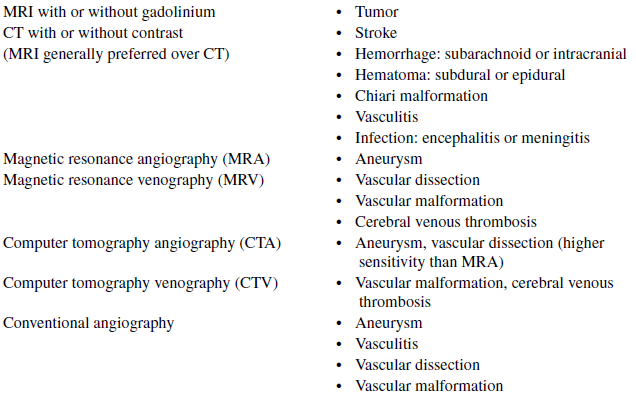 MRI with or without gadolinium • Tumor
CT with or without contrast • Stroke
(MRI generally preferred over CT) • Hemorrhage: subarachnoid or intracranial
• Hematoma: subdural or epidural
• Chiari malformation
• Vasculitis
• Infection: encephalitis or meningitis
Magnetic resonance angiography (MRA) • Aneurysm
Magnetic resonance venography (MRV) • Vascular dissection
• Vascular malformation
• Cerebral venous thrombosis
Computer tomography angiography (CTA) • Aneurysm, vascular dissection (higher
sensitivity than MRA)
Computer tomography venography (CTV) • Vascular malformation, cerebral venous
thrombosis
Conventional angiography • Aneurysm
• Vasculitis
• Vascular dissection
• Vascular malformation